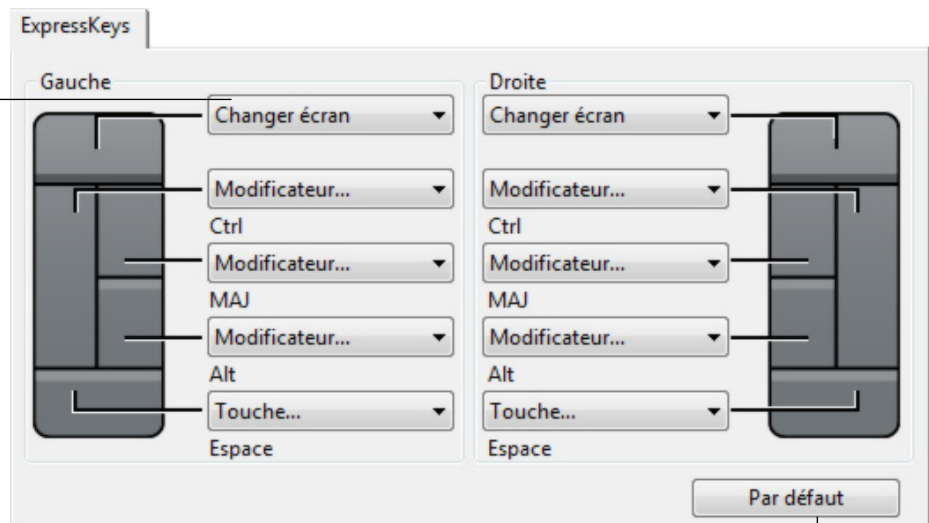 ExpressKeys
Gauche
Changer écran
Modificateur...
Ctrl
Modificateur...
MAJ
Modificateur...
Alt
Touche...
Espace
Droite
Changer écran
Modificateur...
Ctrl
Modificateur...
MAJ
Modificateur...
Alt
Touche...
Espace
Par défaut